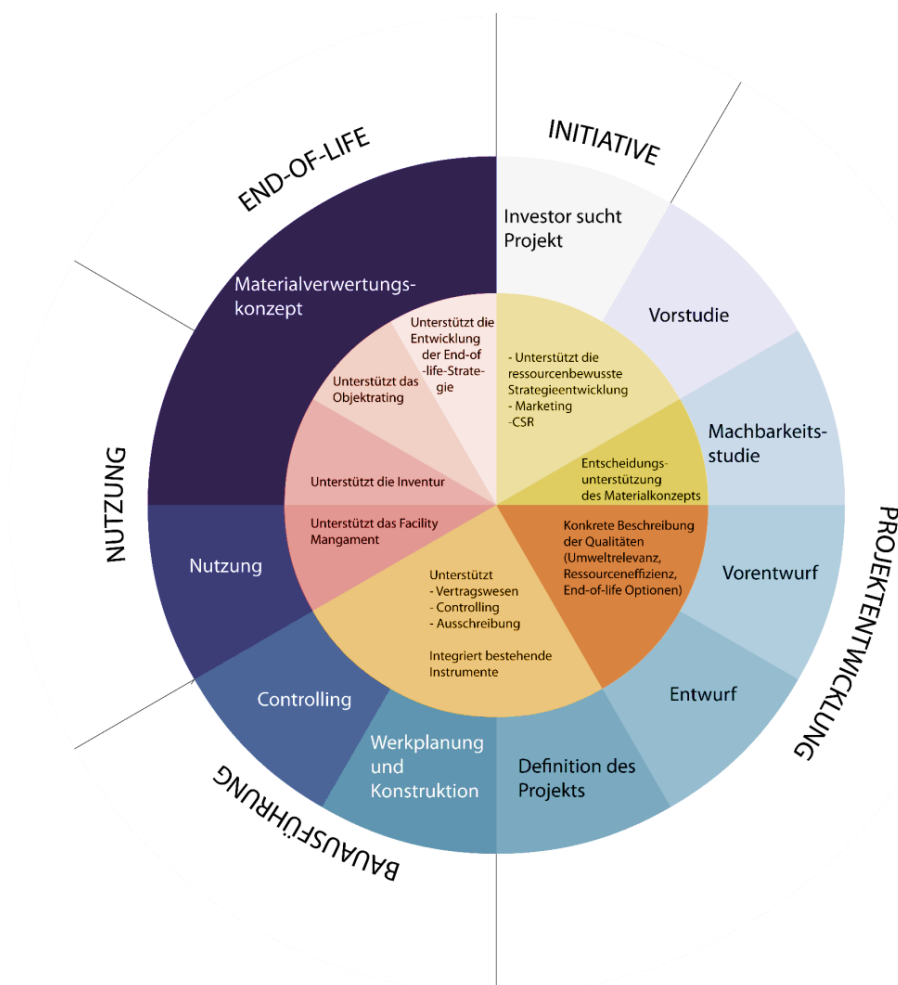 INITIATIVE
Investor sucht
Projekt
Vorstudie
Machbarkeits-
studie
PROJEKTENTWICKLUNG
Vorentwurf
Entwurf
Definition des
Projekts
BAUAUSFÜHRUNG
Werkplanung
und
Konstruktion
Controlling
NUTZUNG
Nutzung
END-OF-LIFE
Materialverwertungs-
konzept
- Unterstützt die
ressourcenbewusste
Strategieentwicklung
- Marketing
-CSR
Entscheidungs-
unterstützung
des Materialkonzepts
Konkrete Beschreibung
der Qualitäten
(Umweltrelevanz,
Ressourceneffizienz,
End-of-life Optionen)
Unterstützt
- Vertragswesen
- Controlling
- Ausschreibung
Integriert bestehende
Instrumente
Unterstützt das Facility
Mangament
Unterstützt die Inventur
Unterstützt das
Objektrating
Unterstützt die
Entwicklung
der End-of
-life-Strate-
gie